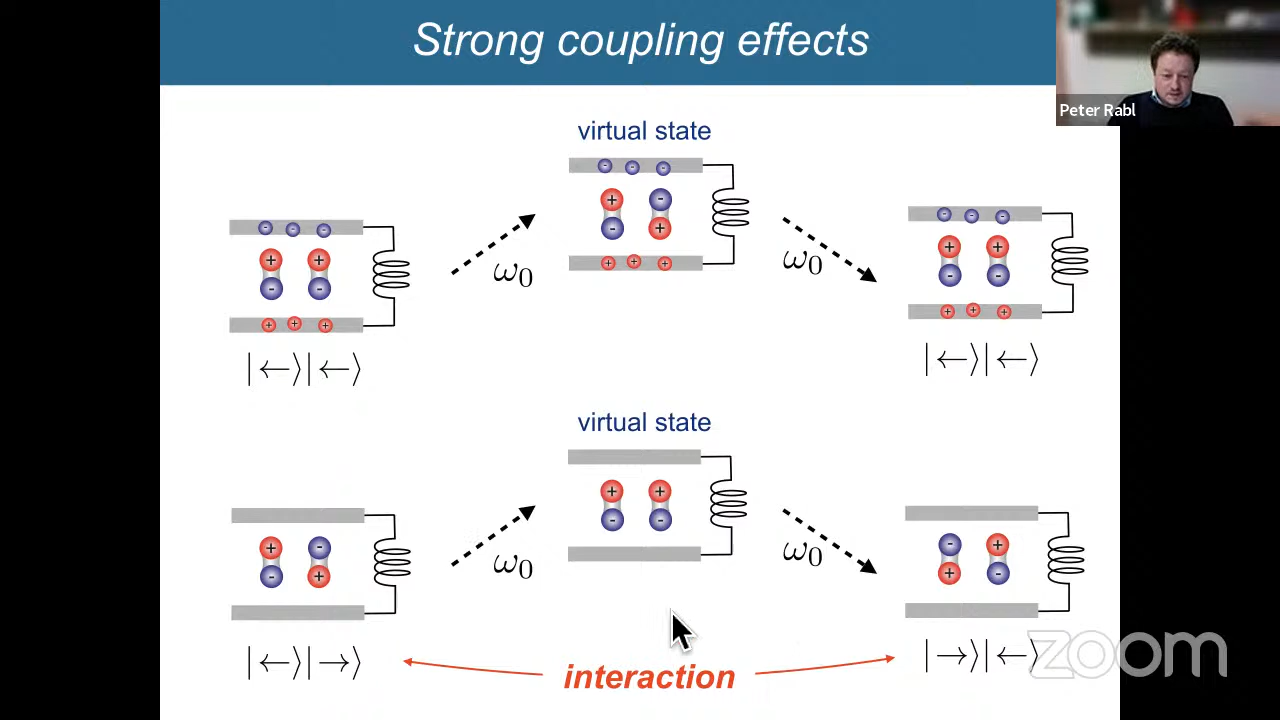 Strong coupling effects
Peter Rabl
virtual state
ω₀
ω₀
|←⟩|←⟩
|←⟩|←⟩
virtual state
ω₀
ω₀
|←⟩|→⟩
interaction
|→⟩|←⟩
zoom